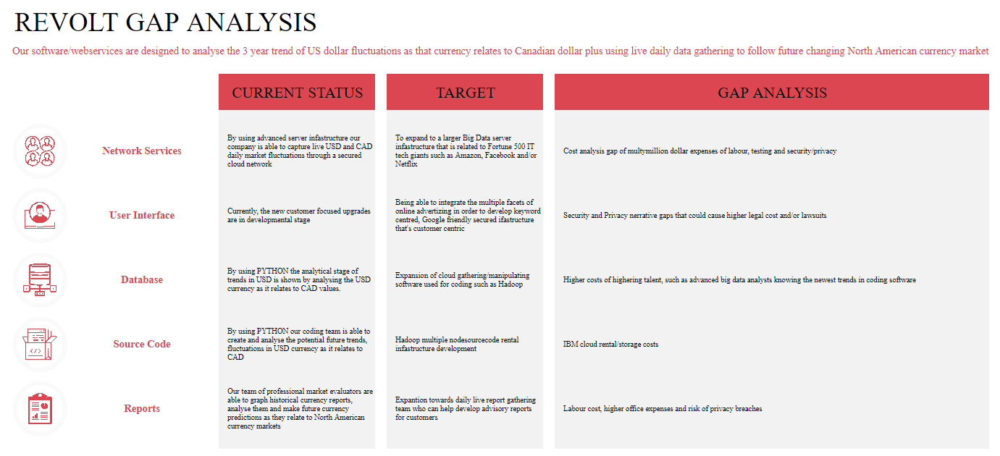 REVOLT GAP ANALYSIS
Our software/webservices are designed to analyse the 3 year trend of US dollar fluctuations as that currency relates to Canadian dollar plus using live daily data gathering to follow future changing North American currency market
CURRENT STATUS
TARGET
GAP ANALYSIS
Network Services
By using advanced server infastructure our
company is able to capture live USD and CAD
daily market fluctuations through a secured
cloud network
To expand to a larger Big Data server
infastructure that is related to Fortune 500 IT
tech giants such as Amazon, Facebook and/or
Netflix
Cost analysis gap of multymillion dollar expenses of labour, testing and security/privacy
User Interface
Currently, the new customer focused upgrades
are in developmental stage
Being able to integrate the multiple facets of
online advertizing in order to develop keyword
centred, Google friendly secured ifastructure
that's customer centric
Security and Privacy nerrative gaps that could cause higher legal cost and/or lawsuits
Database
By using PYTHON the analytical stage of
trends in USD is shown by analysing the USD
currency as it relates to CAD values.
Expansion of cloud gathering/manipulating
software used for coding such as Hadoop
Higher costs of highering talent, such as advanced big data analysts knowing the newest trends in coding software
Source Code
By using PYTHON our coding team is able to
create and analyse the potential future trends,
fluctuations in USD currency as it relates to
CAD
Hadoop multiple nodesourcecode rental
infastructure development
IBM cloud rental/storage costs
Reports
Our team of professional market evaluators are
able to graph historical currency reports,
analyse them and make future currency
predictions as they relate to North American
currency markets
Expantion towards daily live report gathering
team who can help develop advisory reports
for customers
Labour cost, higher office expenses and risk of privacy breaches